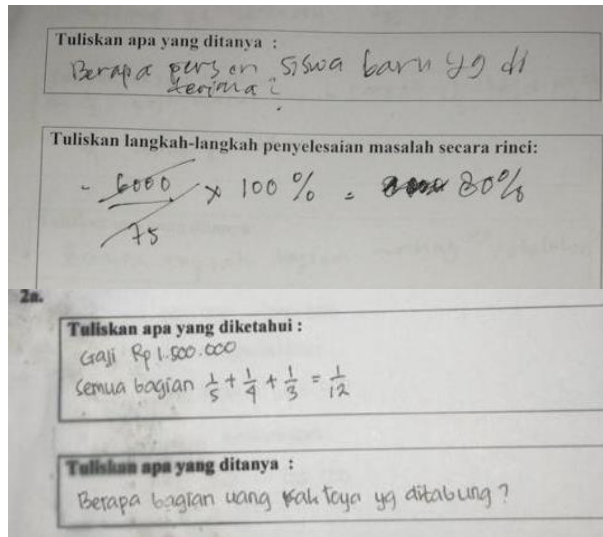 Tuliskan apa yang ditanya :
Berapa persen siswa baru yg di
terima ?
Tuliskan langkah-langkah penyelesaian masalah secara rinci:
- 6000/75 x 100 % = 80%
2a.
Tuliskan apa yang diketahui :
Gaji Rp 1.500.000
Semua bagian 1/5 + 1/4 + 1/3 = 1/12
Tuliskan apa yang ditanya :
Berapa bagian uang pak Toya yg ditabung ?